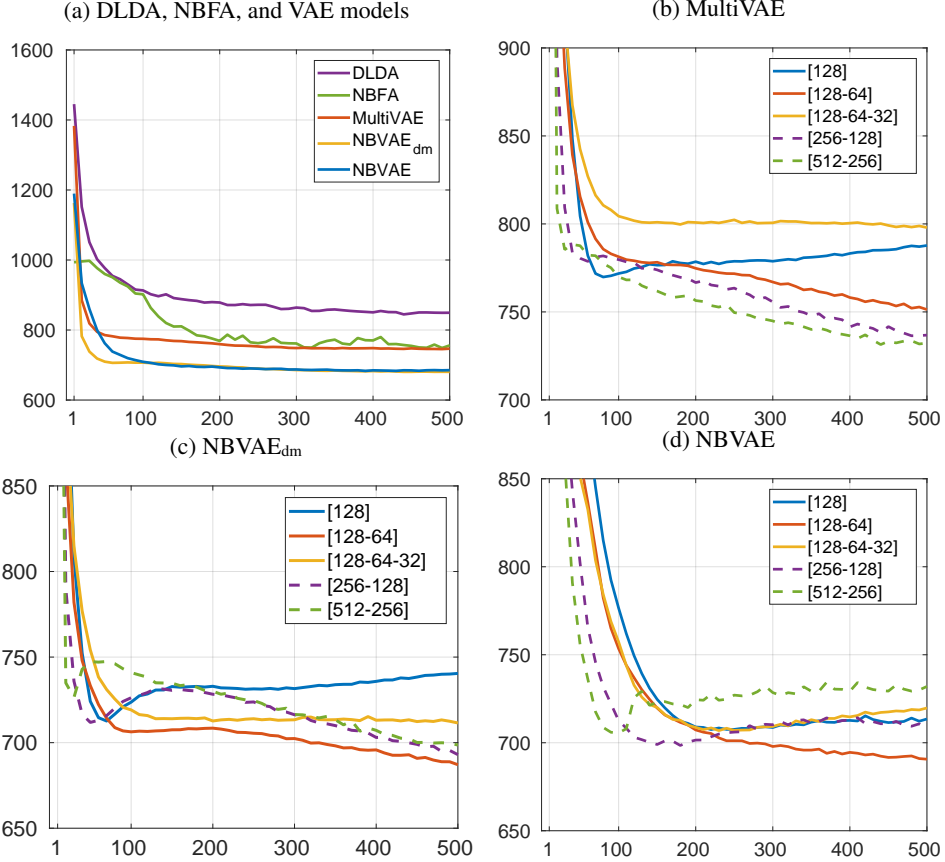 (a) DLDA, NBFA, and VAE models
1600
1400
1200
1000
800
600
DLDA
NBFA
MultiVAE
NBVAE dm
NBVAE
1 100 200 300 400 500
(b) MultiVAE
900
850
800
750
700
[128]
[128-64]
[128-64-32]
[256-128]
[512-256]
1 100 200 300 400 500
(c) NBVAEdm
850
800
750
700
650
[128]
[128-64]
[128-64-32]
[256-128]
[512-256]
1 100 200 300 400 500
(d) NBVAE
850
800
750
700
650
[128]
[128-64]
[128-64-32]
[256-128]
[512-256]
1 100 200 300 400 500